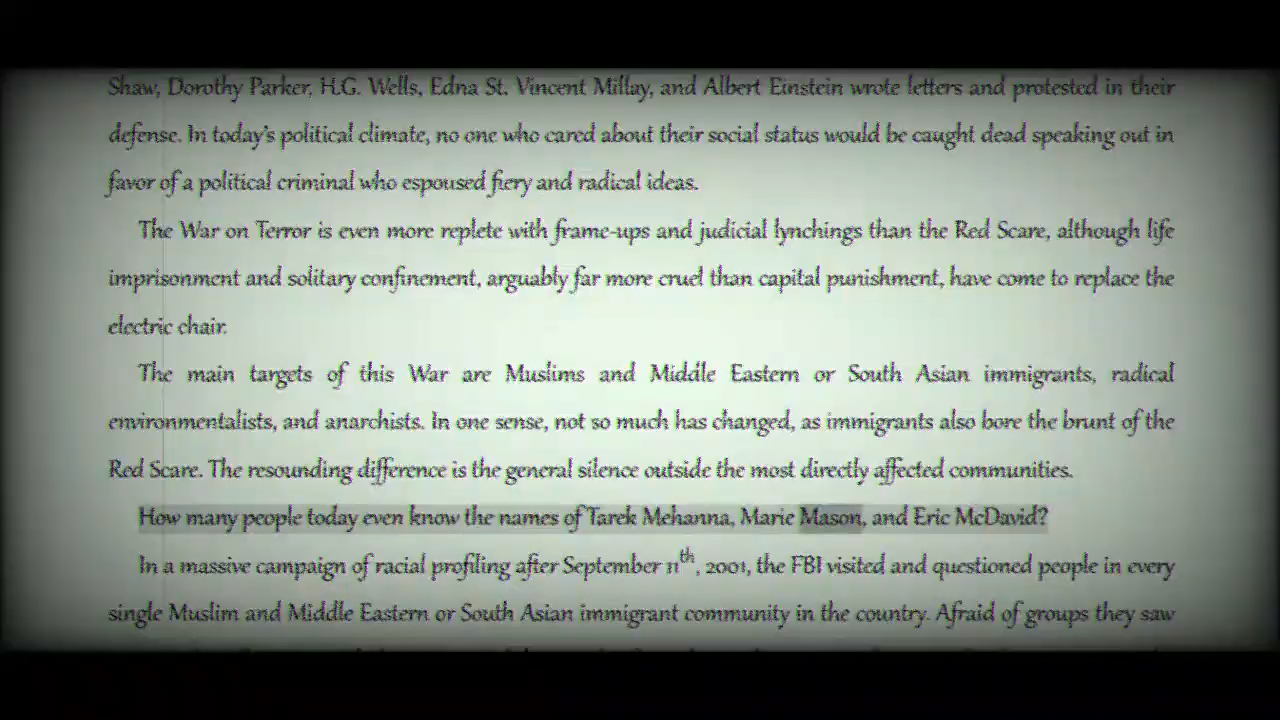 Shaw, Dorothy Parker, H.G. Wells, Edna St. Vincent Millay, and Albert Einstein wrote letters and protested in their
defense. In today's political climate, no one who cared about their social status would be caught dead speaking out in
favor of a political criminal who espoused fiery and radical ideas.
The War on Terror is even more replete with frame-ups and judicial lynchings than the Red Scare, although life
imprisonment and solitary confinement, arguably far more cruel than capital punishment, have come to replace the
electric chair.
The main targets of this War are Muslims and Middle Eastern or South Asian immigrants, radical
environmentalists, and anarchists. In one sense, not so much has changed, as immigrants also bore the brunt of the
Red Scare. The resounding difference is the general silence outside the most directly affected communities.
How many people today even know the names of Tarek Mehanna, Marie Mason, and Eric McDavid?
In a massive campaign of racial profiling after September 11th, 2001, the FBI visited and questioned people in every
single Muslim and Middle Eastern or South Asian immigrant community in the country. Afraid of groups they saw